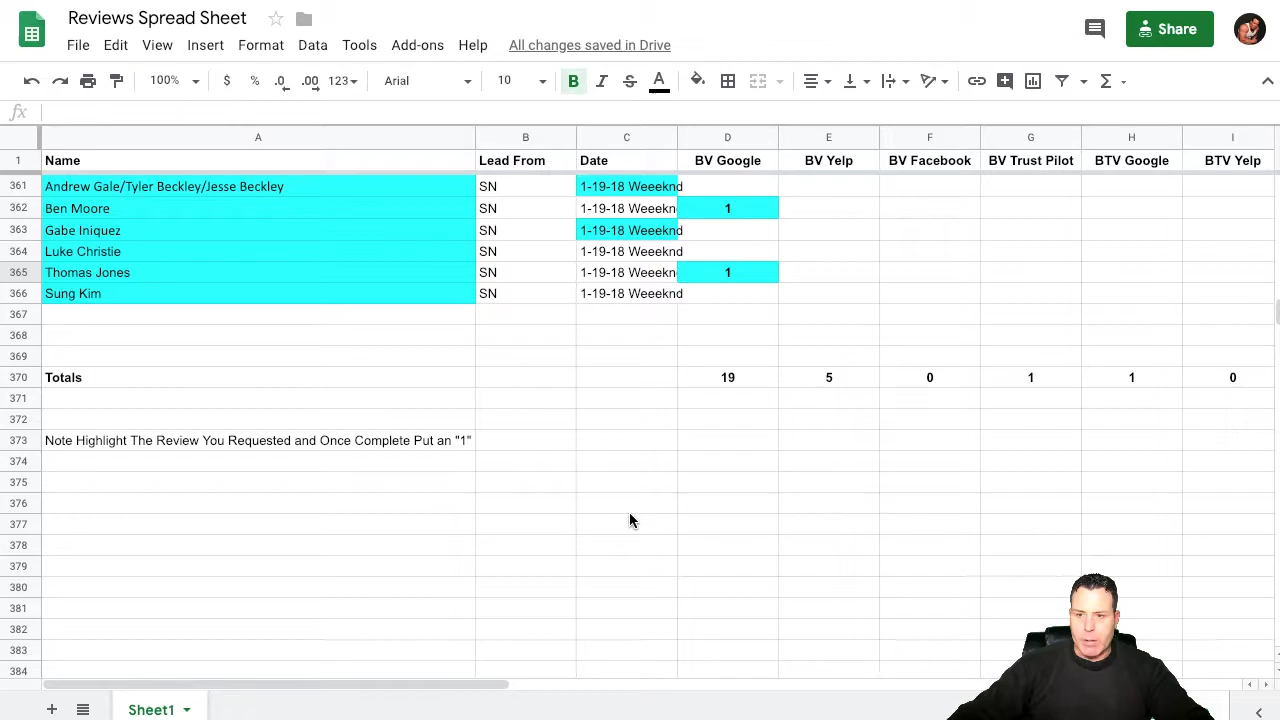 Reviews Spread Sheet
File Edit View Insert Format Data Tools Add-ons Help All changes saved in Drive
Share
100% $ % .0 .00 123 Arial 10 B I S A
fx
A B C D E F G H I
1 Name Lead From Date BV Google BV Yelp BV Facebook BV Trust Pilot BTV Google BTV Yelp
361 Andrew Gale/Tyler Beckley/Jesse Beckley SN 1-19-18 Weeeknd
362 Ben Moore SN 1-19-18 Weeekn 1
363 Gabe Iniquez SN 1-19-18 Weeeknd
364 Luke Christie SN 1-19-18 Weeeknd
365 Thomas Jones SN 1-19-18 Weeekn 1
366 Sung Kim SN 1-19-18 Weeeknd
367
368
369
370 Totals 19 5 0 1 1 0
371
372
373 Note Highlight The Review You Requested and Once Complete Put an "1"
374
375
376
377
378
379
380
381
382
383
384
Sheet1